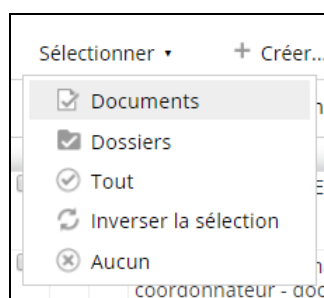 Sélectionner
Créer...
Documents
Dossiers
Tout
Inverser la sélection
Aucun
coordonnateur - doc